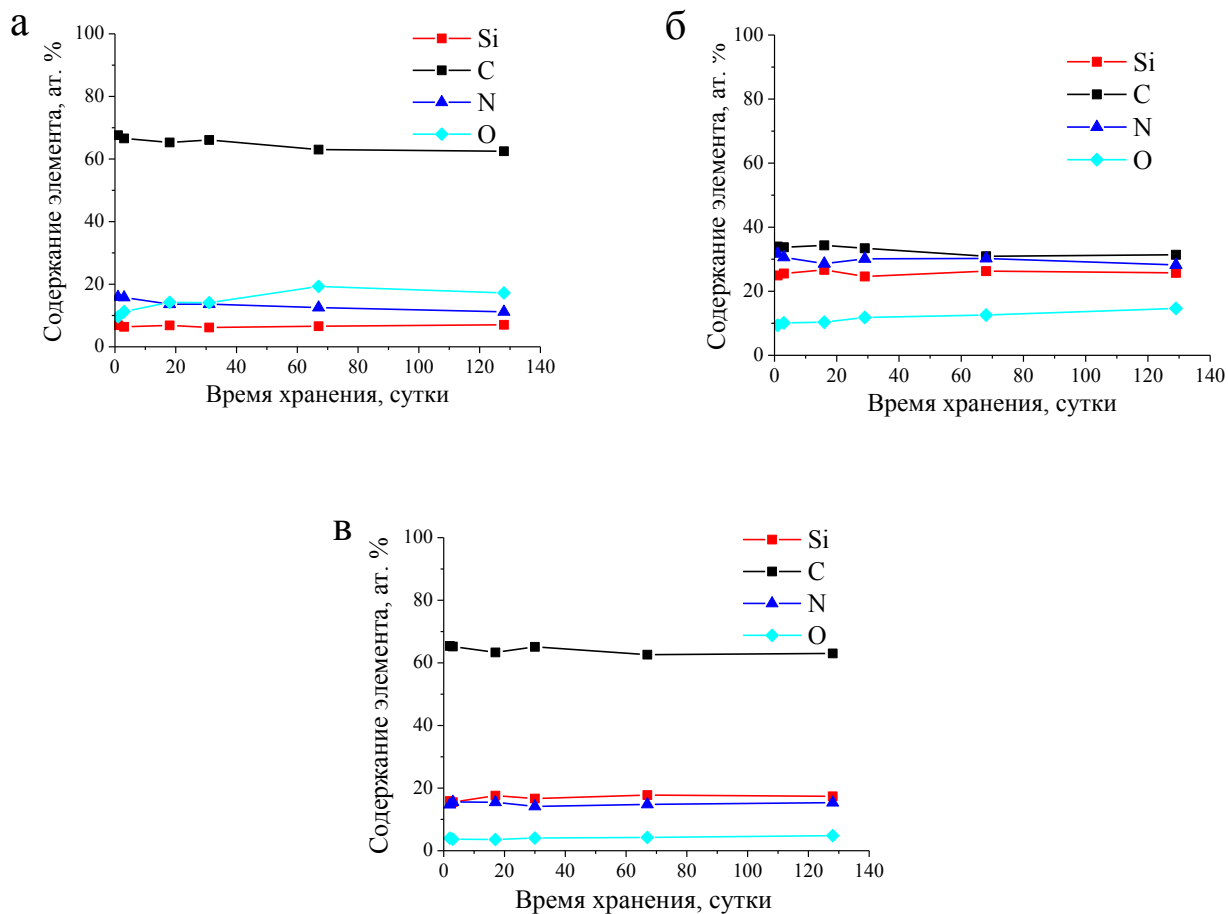 а
Содержание элемента, ат. %
100
80
60
40
20
0
Si
C
N
O
0 20 40 60 80 100 120 140
Время хранения, сутки
б
Содержание элемента, ат. %
100
80
60
40
20
0
Si
C
N
O
0 20 40 60 80 100 120 140
Время хранения, сутки
в
Содержание элемента, ат. %
100
80
60
40
20
0
Si
C
N
O
0 20 40 60 80 100 120 140
Время хранения, сутки